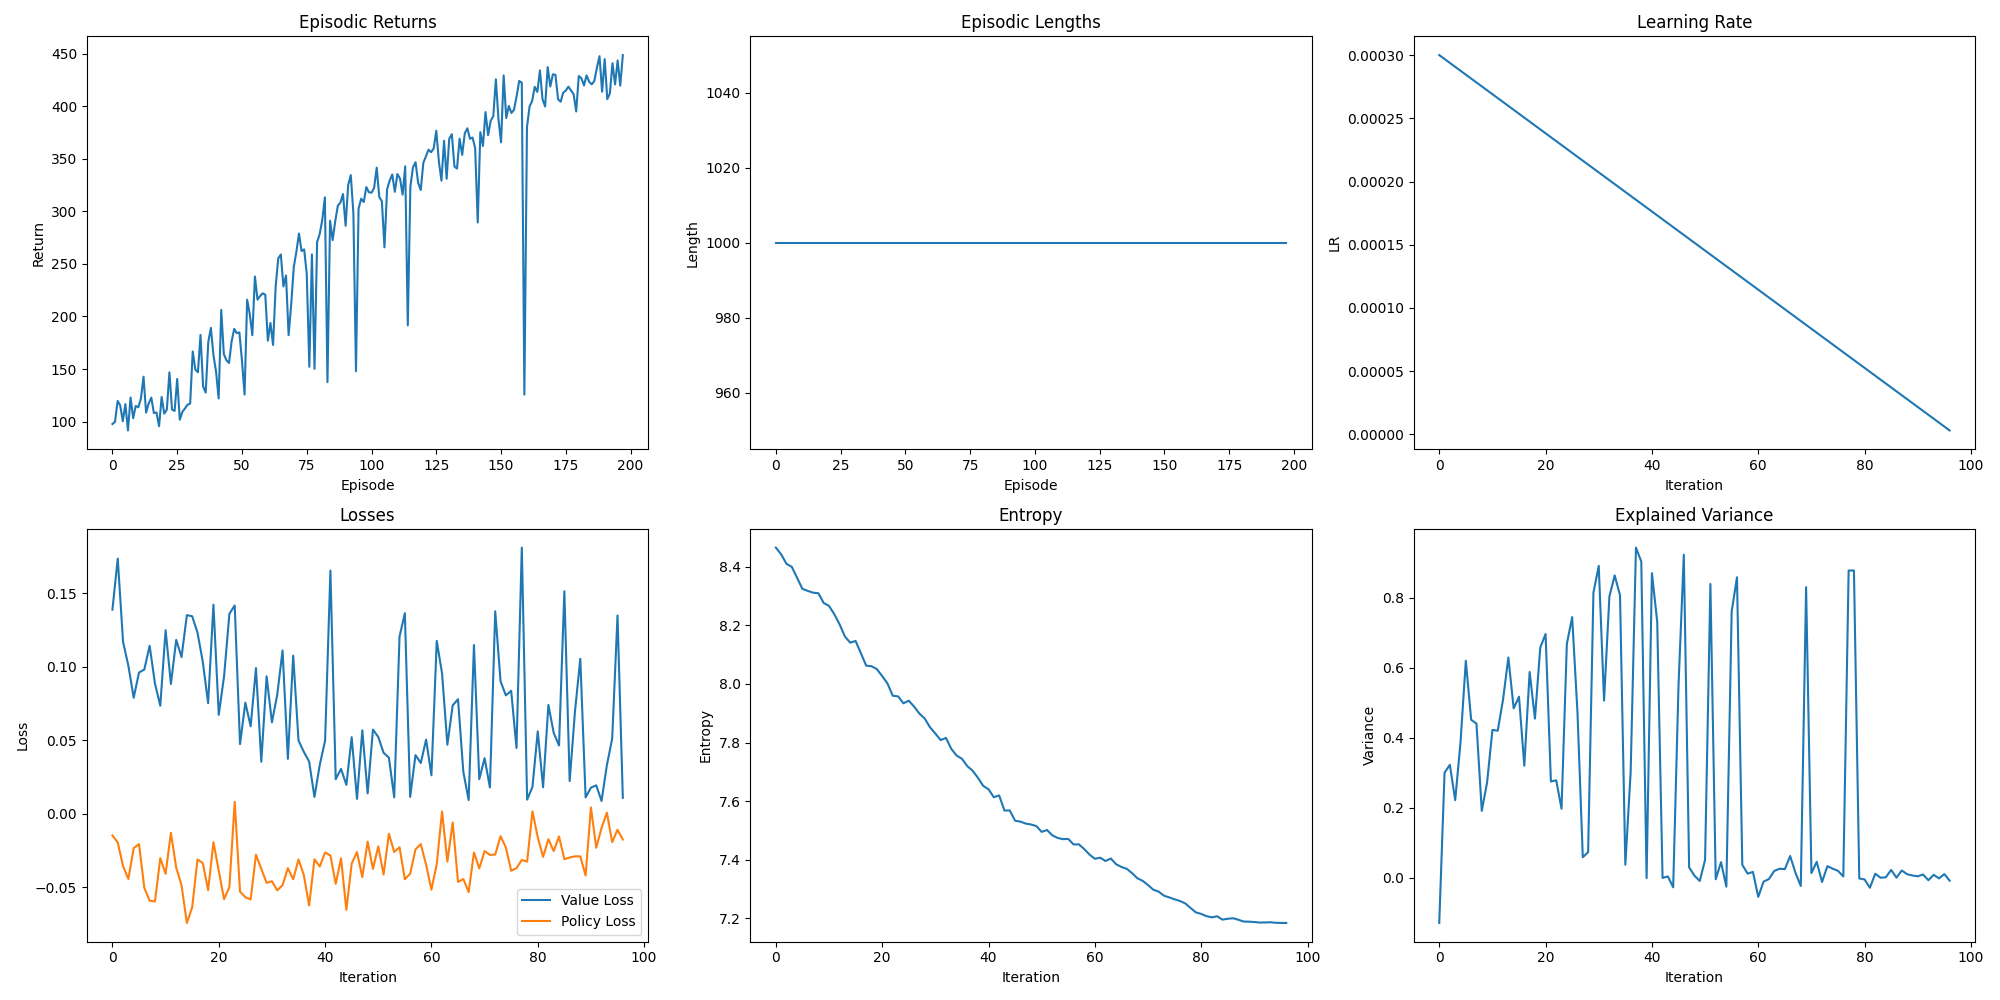 Episodic Returns
Return
450
400
350
300
250
200
150
100
0 25 50 75 100 125 150 175 200
Episode
Episodic Lengths
Length
1040
1020
1000
980
960
0 25 50 75 100 125 150 175 200
Episode
Learning Rate
LR
0.00030
0.00025
0.00020
0.00015
0.00010
0.00005
0.00000
0 20 40 60 80 100
Iteration
Losses
Loss
0.15
0.10
0.05
0.00
−0.05
Value Loss
Policy Loss
0 20 40 60 80 100
Iteration
Entropy
Entropy
8.4
8.2
8.0
7.8
7.6
7.4
7.2
0 20 40 60 80 100
Iteration
Explained Variance
Variance
0.8
0.6
0.4
0.2
0.0
0 20 40 60 80 100
Iteration